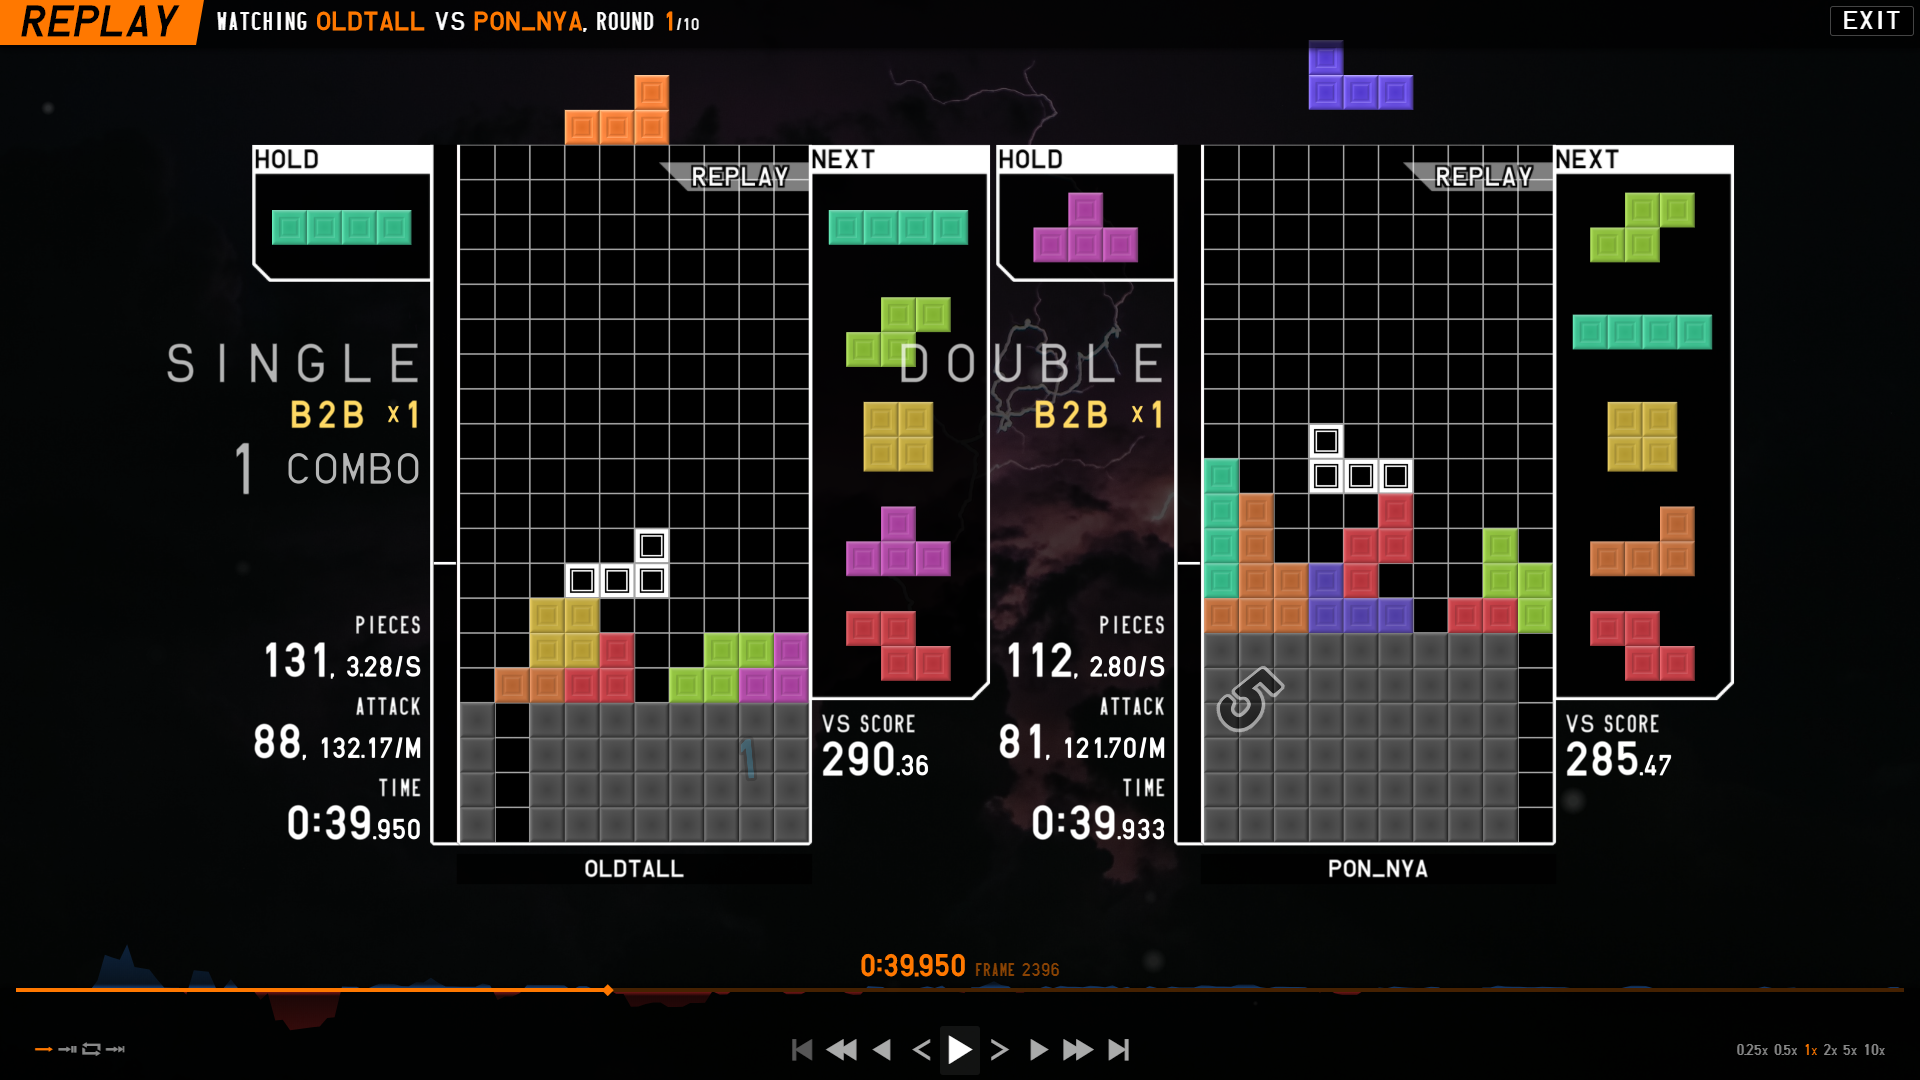 REPLAY
WATCHING OLDTALL VS PON_NYA, ROUND 1/10
EXIT
HOLD
REPLAY
NEXT
SINGLE
B2B x1
1 COMBO
PIECES
131, 3.28/S
ATTACK
88, 132.17/M
TIME
0:39.950
1
VS SCORE
290.36
OLDTALL
HOLD
REPLAY
NEXT
DOUBLE
B2B x1
PIECES
112, 2.80/S
ATTACK
81, 121.70/M
TIME
0:39.933
5
VS SCORE
285.47
PON_NYA
0:39.950 FRAME 2396
0.25x 0.5x 1x 2x 5x 10x